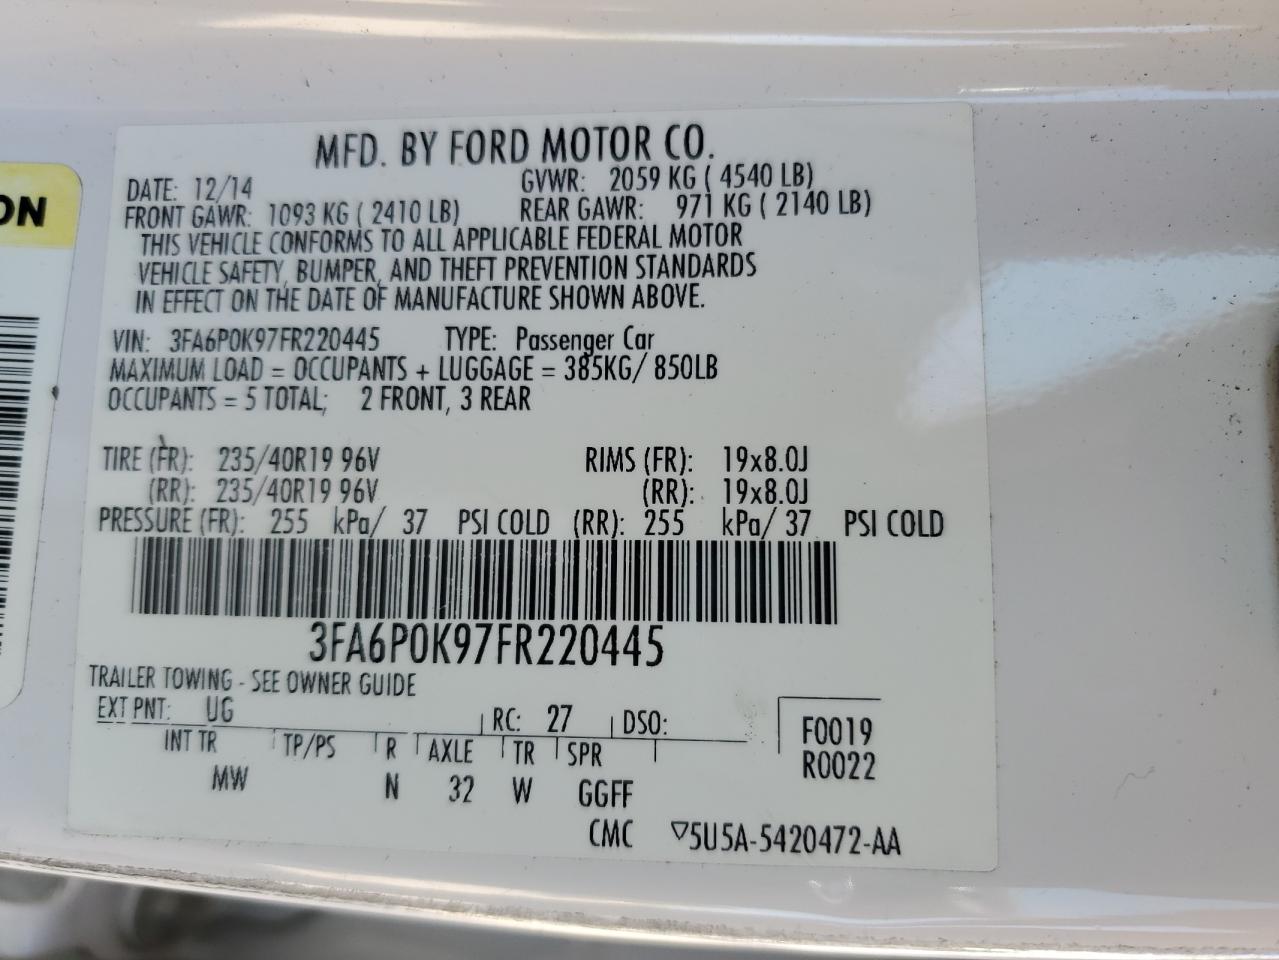 ON
MFD. BY FORD MOTOR CO.
DATE: 12/14 GVWR: 2059 KG ( 4540 LB)
FRONT GAWR: 1093 KG ( 2410 LB) REAR GAWR: 971 KG ( 2140 LB)
THIS VEHICLE CONFORMS TO ALL APPLICABLE FEDERAL MOTOR
VEHICLE SAFETY, BUMPER, AND THEFT PREVENTION STANDARDS
IN EFFECT ON THE DATE OF MANUFACTURE SHOWN ABOVE.
VIN: 3FA6P0K97FR220445 TYPE: Passenger Car
MAXIMUM LOAD = OCCUPANTS + LUGGAGE = 385KG/ 850LB
OCCUPANTS = 5 TOTAL; 2 FRONT, 3 REAR
TIRE (FR): 235/40R19 96V RIMS (FR): 19x8.0J
(RR): 235/40R19 96V (RR): 19x8.0J
PRESSURE (FR): 255 kPa/ 37 PSI COLD (RR): 255 kPa/ 37 PSI COLD
3FA6P0K97FR220445
TRAILER TOWING - SEE OWNER GUIDE
EXT PNT: UG RC: 27 DSO:
INT TR TP/PS R AXLE TR SPR
MW N 32 W GGFF
F0019
R0022
CMC ▽5U5A-5420472-AA